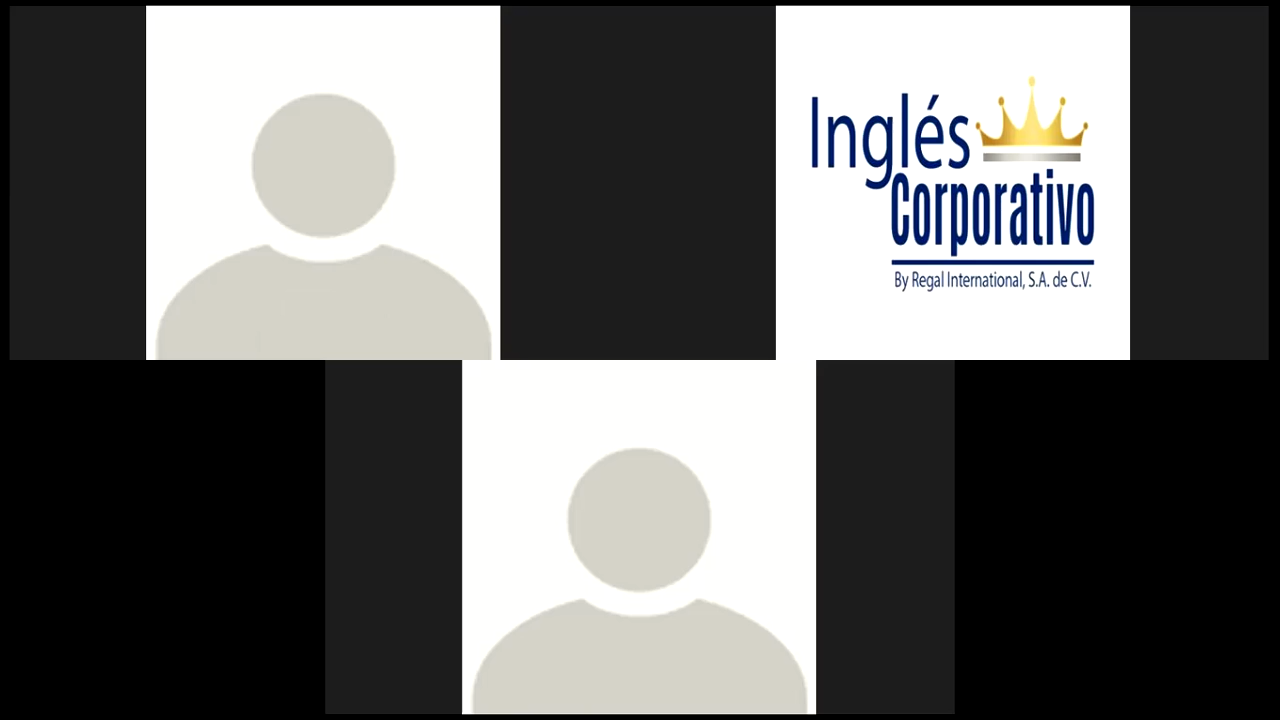 Inglés
Corporativo
By Regal International, S.A. de C.V.